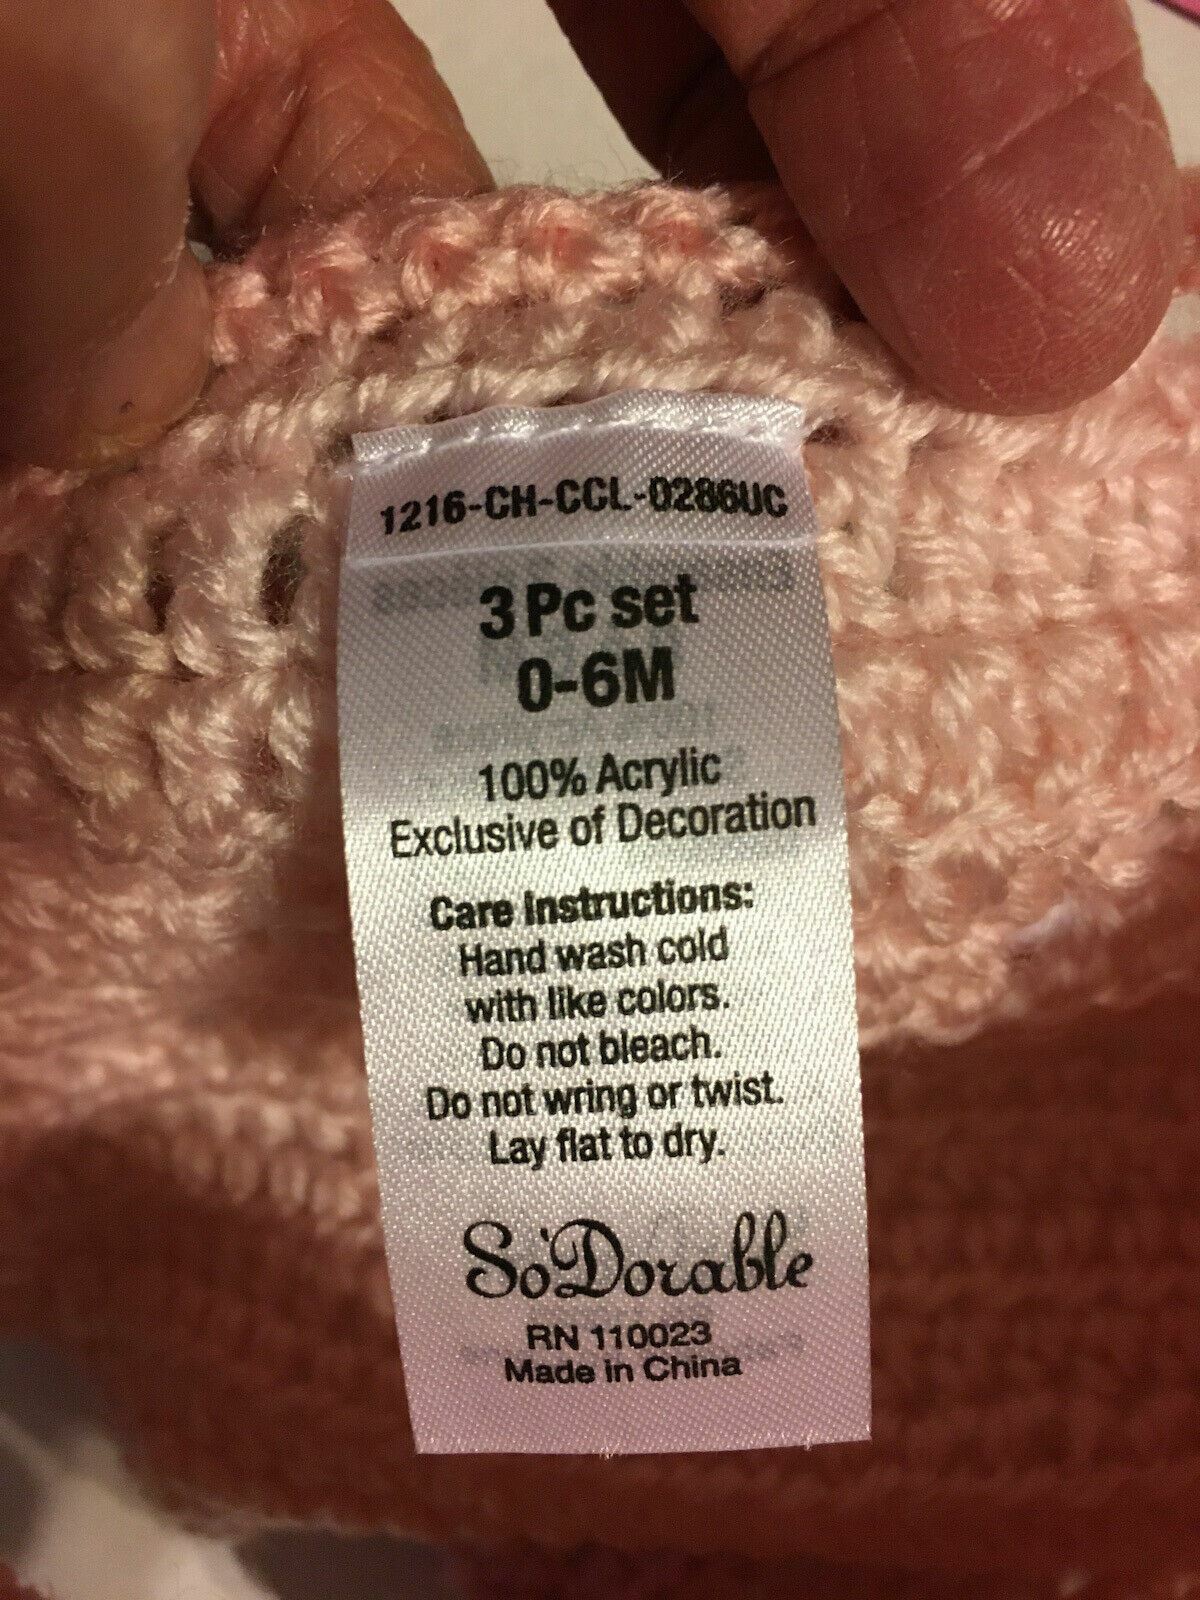 1216-CH-CCL-0286UC
3 Pc set
0-6M
100% Acrylic
Exclusive of Decoration
Care Instructions:
Hand wash cold
with like colors.
Do not bleach.
Do not wring or twist.
Lay flat to dry.
So'Dorable
RN 110023
Made in China